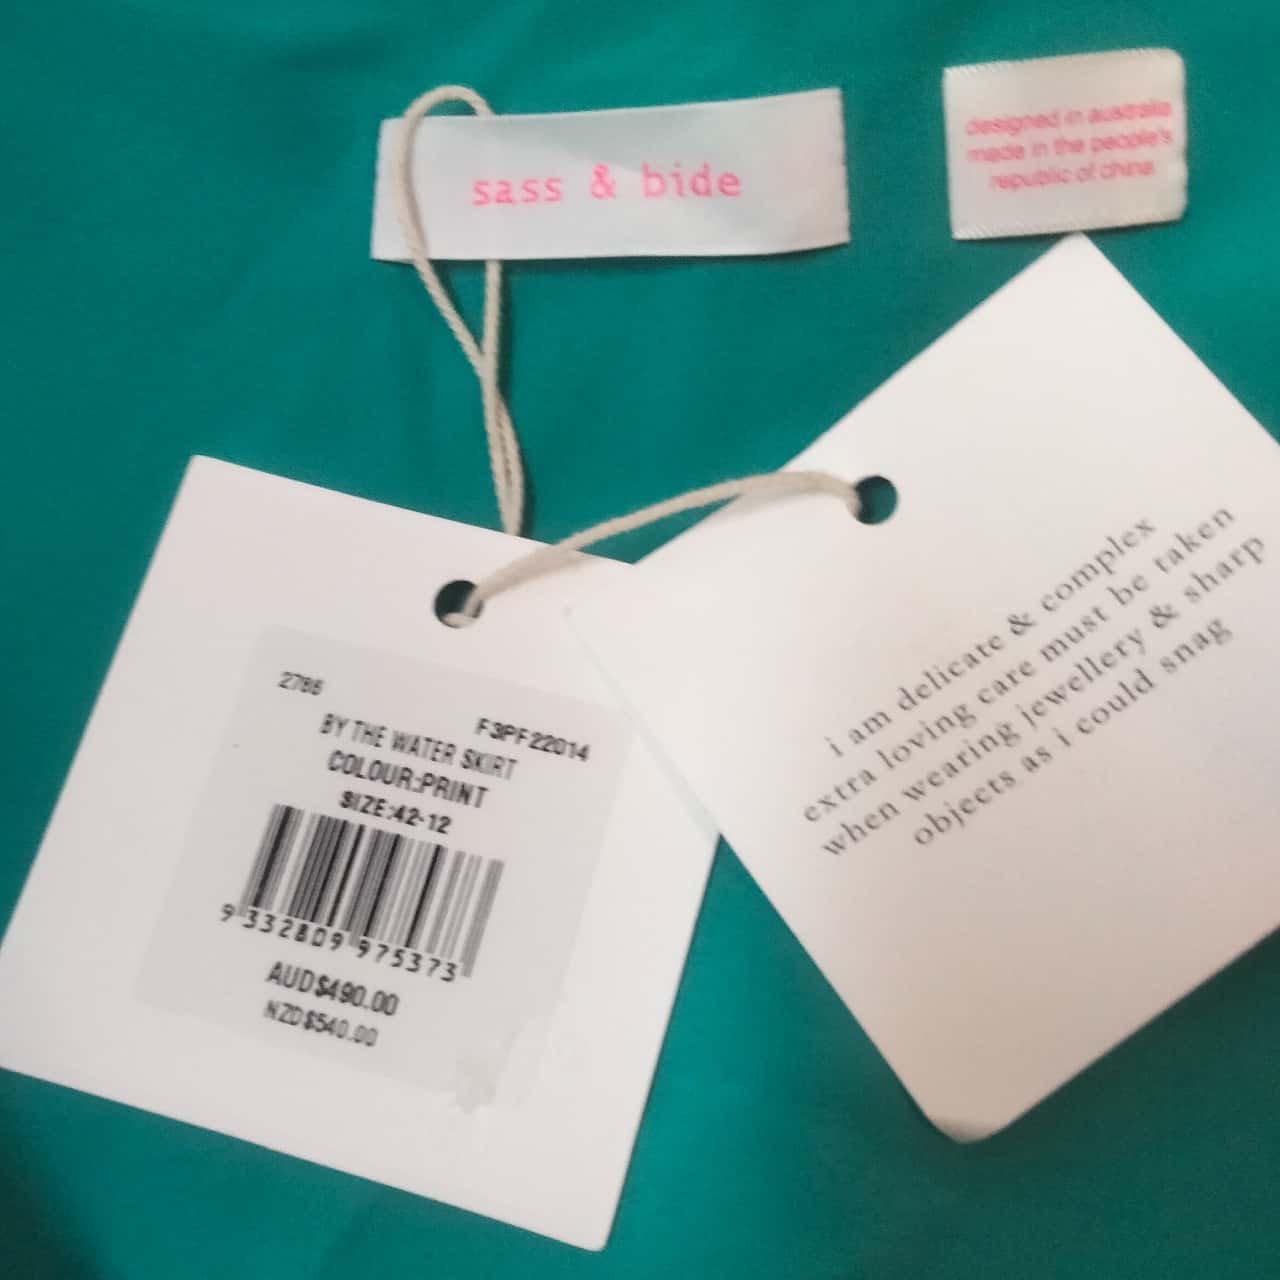 sass & bide
designed in australia
made in the people's
republic of china
2786
F3PF22014
BY THE WATER SKIRT
COLOUR:PRINT
SIZE:42-12
9 332809 975373
AUD$490.00
NZD$540.00
i am delicate & complex
extra loving care must be taken
when wearing jewellery & sharp
objects as i could snag